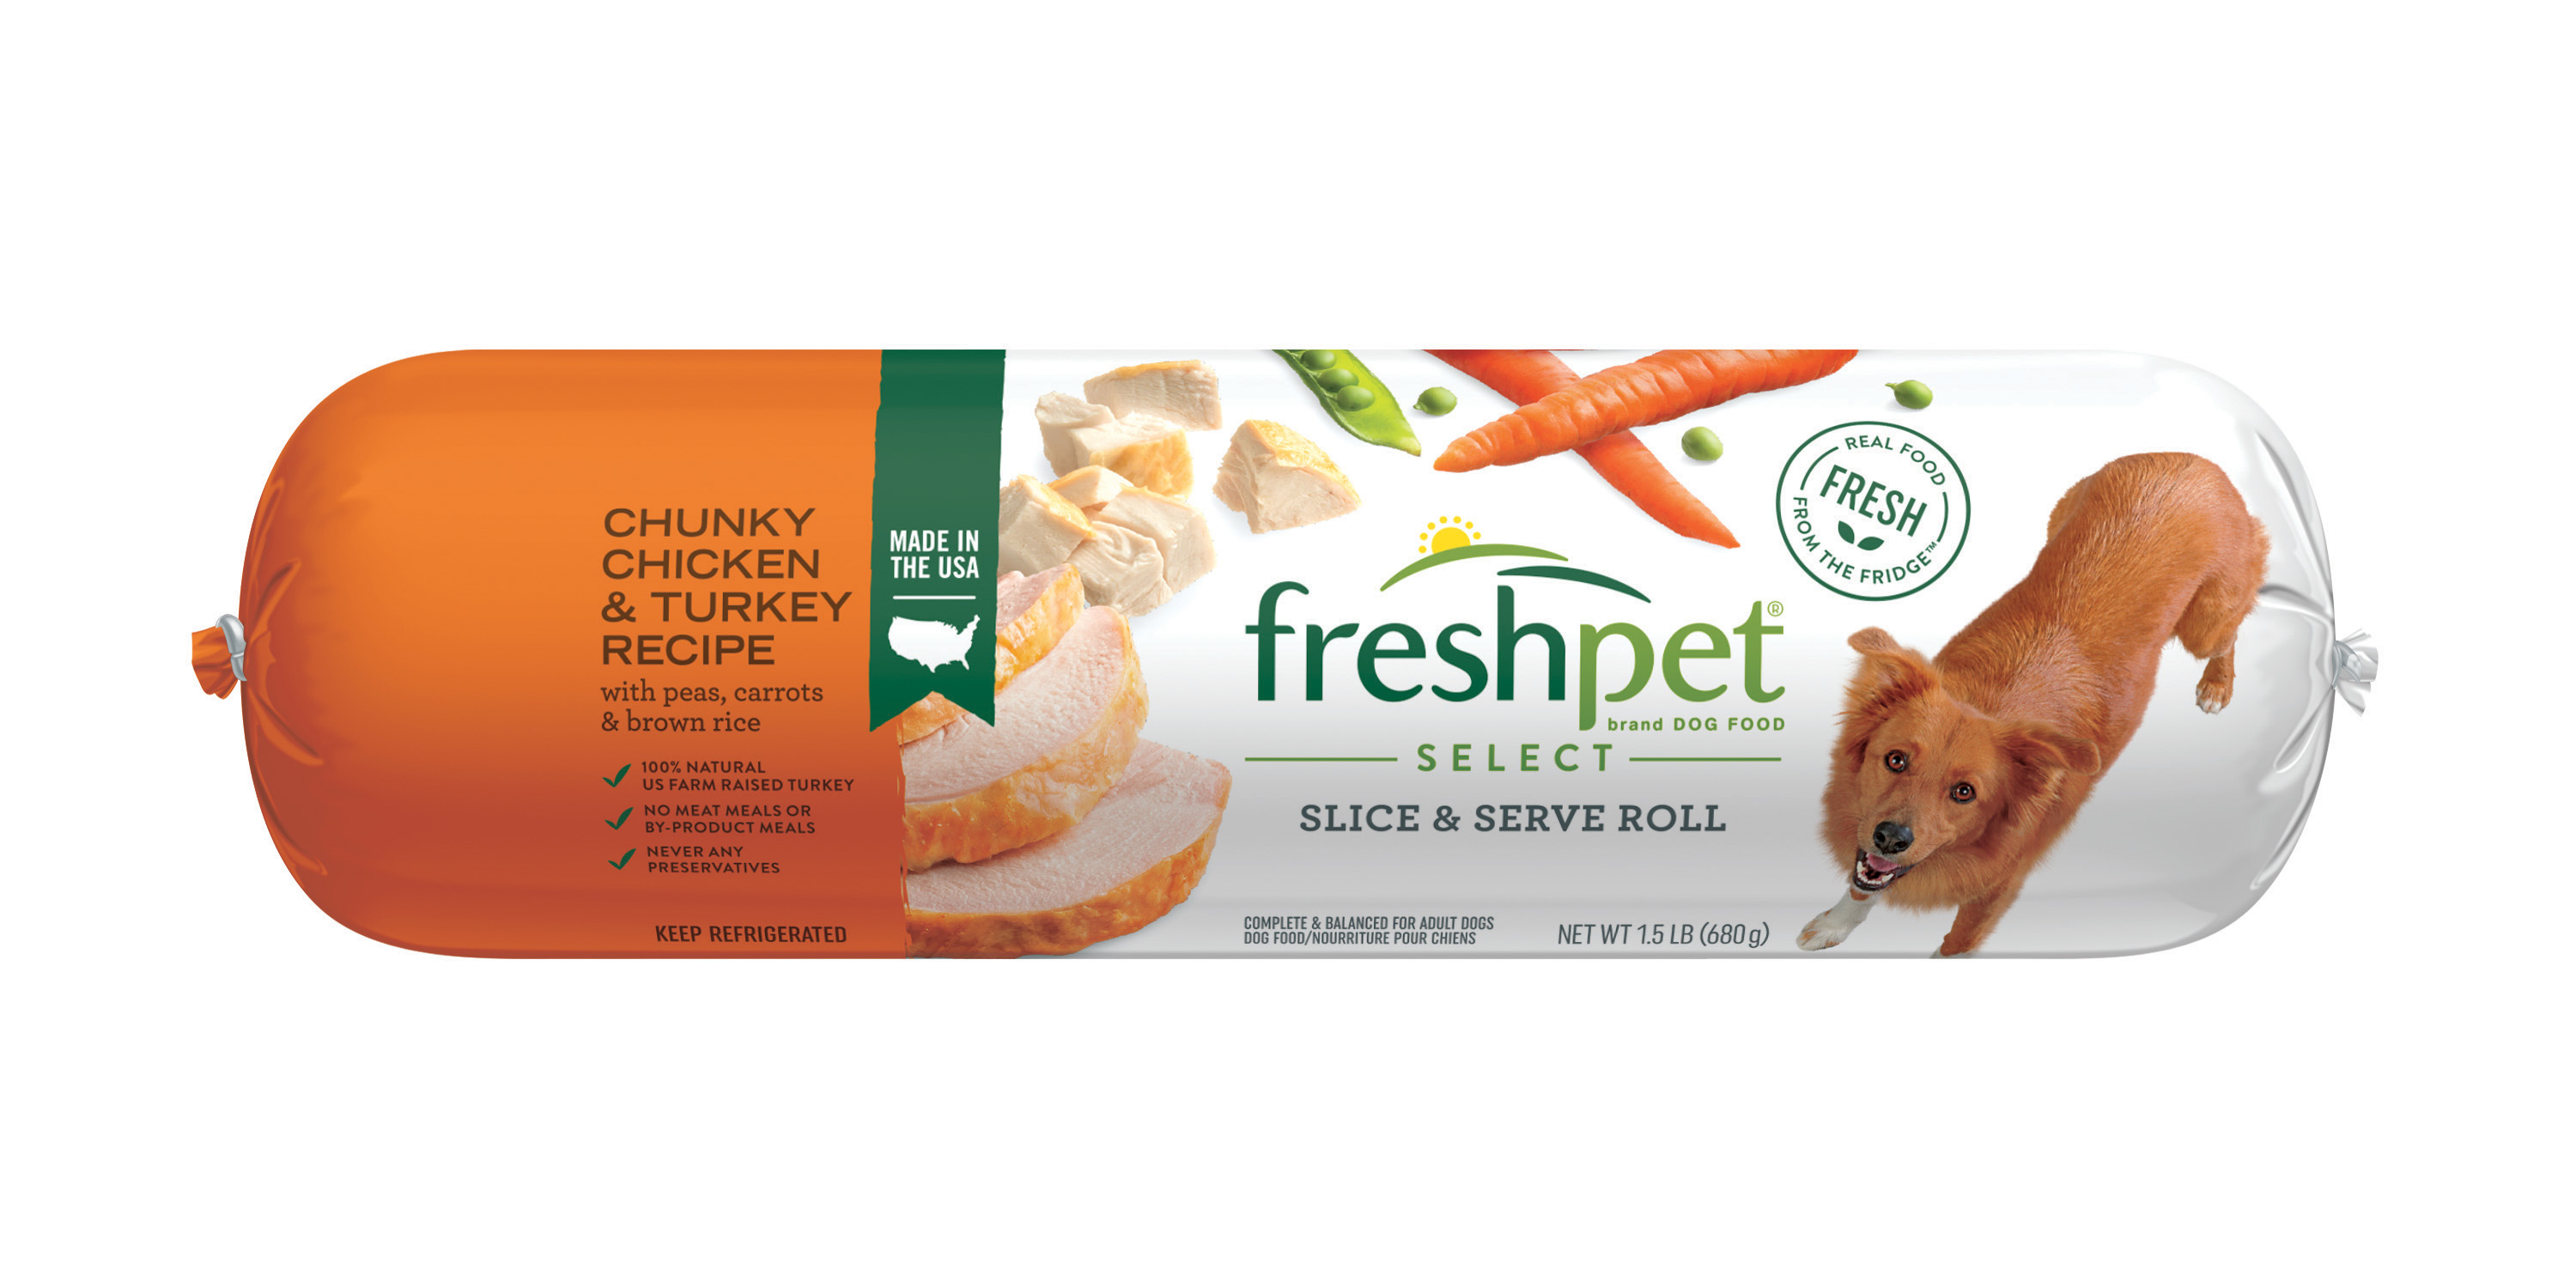 CHUNKY
CHICKEN
& TURKEY
RECIPE
with peas, carrots
& brown rice
100% NATURAL
US FARM RAISED TURKEY
NO MEAT MEALS OR
BY-PRODUCT MEALS
NEVER ANY
PRESERVATIVES
KEEP REFRIGERATED
MADE IN
THE USA
freshpet®
brand DOG FOOD
SELECT
SLICE & SERVE ROLL
COMPLETE & BALANCED FOR ADULT DOGS
DOG FOOD/NOURRITURE POUR CHIENS
NET WT 1.5 LB (680 g)
REAL FOOD
FRESH
FROM THE FRIDGE™